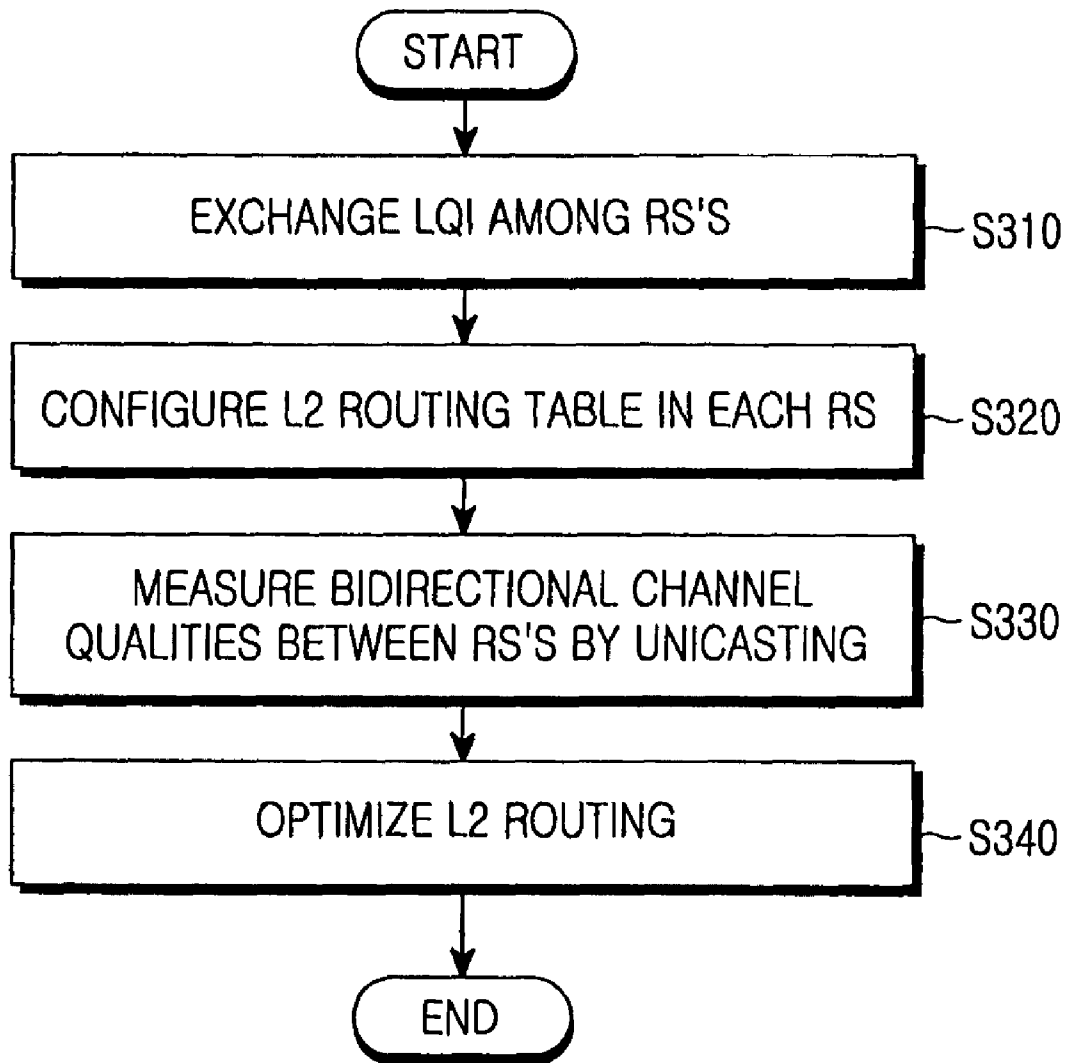 START
EXCHANGE LQI AMONG RS'S
S310
CONFIGURE L2 ROUTING TABLE IN EACH RS
S320
MEASURE BIDIRECTIONAL CHANNEL
QUALITIES BETWEEN RS'S BY UNICASTING
S330
OPTIMIZE L2 ROUTING
S340
END